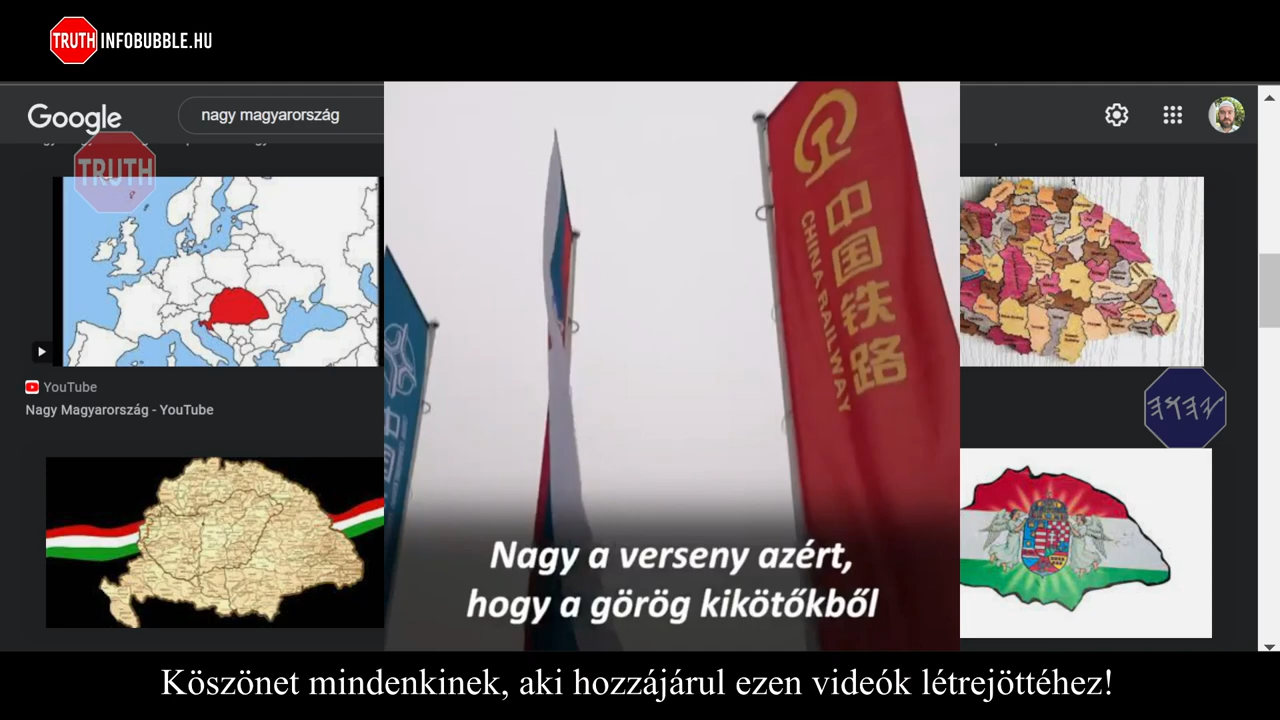 TRUTH INFOBUBBLE.HU
Google
nagy magyarország
TRUTH
YouTube
Nagy Magyarország - YouTube
中国铁路
CHINA RAILWAY
Nagy a verseny azért,
hogy a görög kikötőkből
Köszönet mindenkinek, aki hozzájárul ezen videók létrejöttéhez!